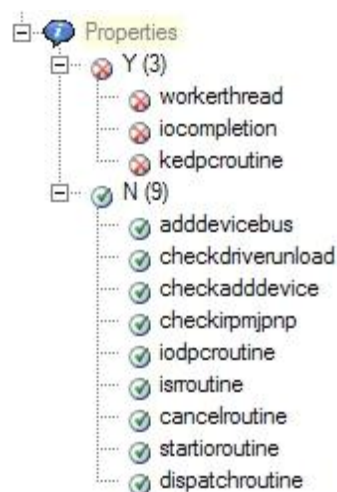 Properties
Y (3)
workerthread
iocompletion
kedpcroutine
N (9)
adddevicebus
checkdriverunload
checkadddevice
checkirpmjpnp
iodpcroutine
isrroutine
cancelroutine
startioroutine
dispatchroutine